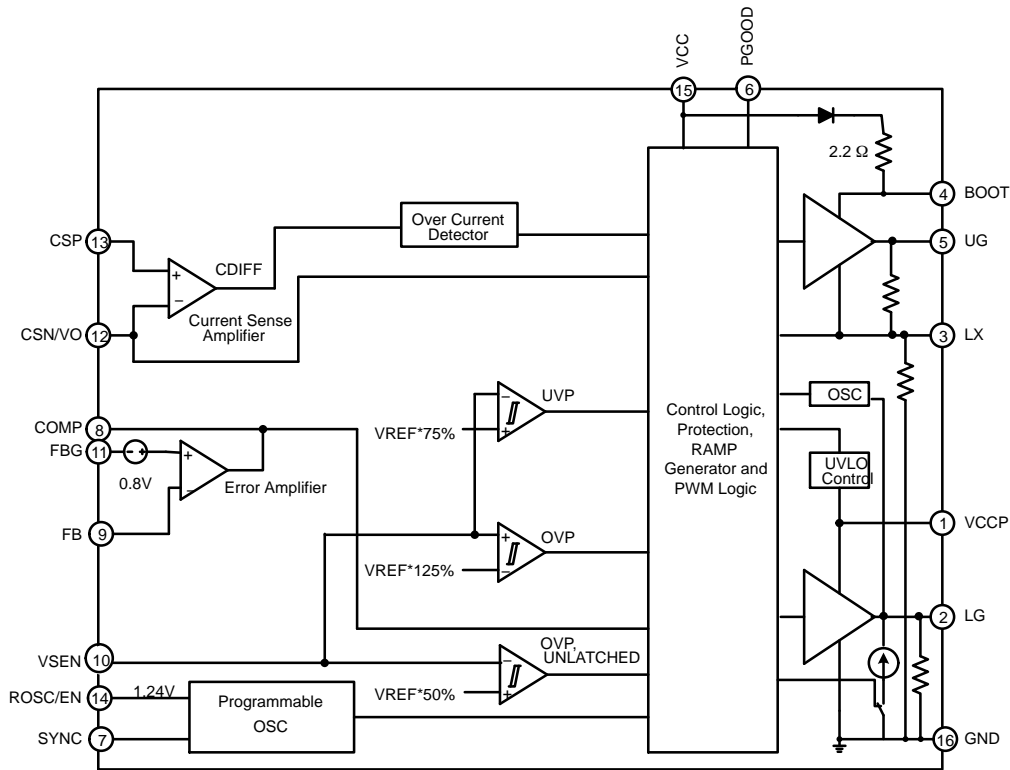 VCC
PGOOD
15
6
2.2 Ω
4
BOOT
Over Current
Detector
CSP
13
+
CDIFF
−
5
UG
Current Sense
Amplifier
CSN/VO
12
3
LX
UVP
−
+
VREF*75%
OSC
COMP
8
FBG
11
− +
0.8V
+
−
Error Amplifier
Control Logic,
Protection,
RAMP
Generator and
PWM Logic
UVLO
Control
FB
9
1
VCCP
OVP
+
−
VREF*125%
2
LG
VSEN
10
OVP,
UNLATCHED
−
+
VREF*50%
ROSC/EN
14
1.24V
Programmable
OSC
SYNC
7
16
GND